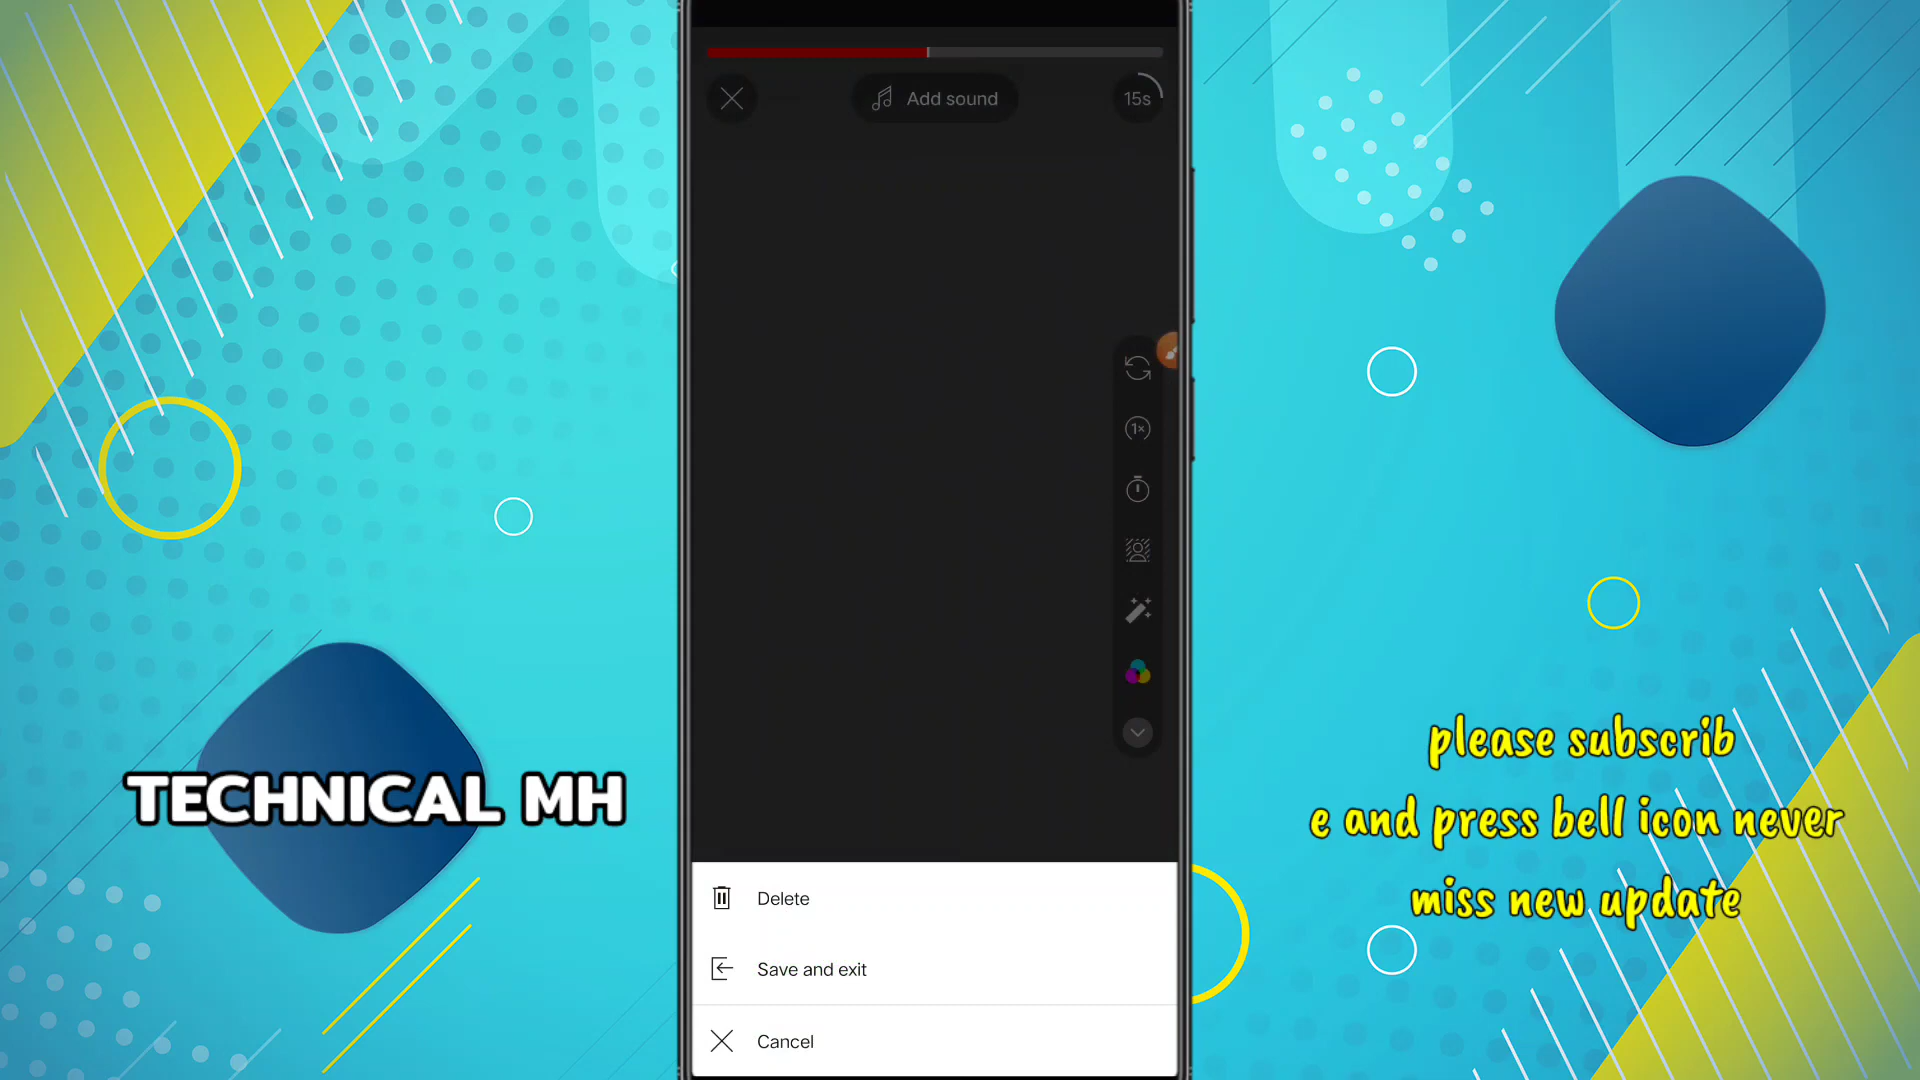 Add sound
15s
1×
Delete
Save and exit
Cancel
TECHNICAL MH
please subscrib
e and press bell icon never
miss new update